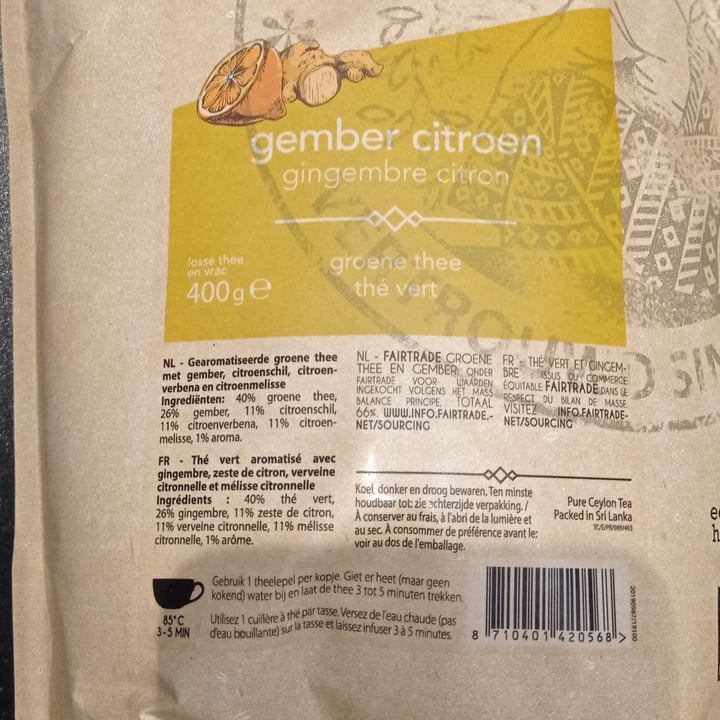 gember citroen
gingembre citron
losse thee
en vrac
400g e
groene thee
thé vert
NL - Gearomatiseerde groene thee
met gember, citroenschil, citroen-
verbena en citroenmelisse
Ingrediënten: 40% groene thee,
26% gember, 11% citroenschil,
11% citroenverbena, 11% citroen-
melisse, 1% aroma.
FR - Thé vert aromatisé avec
gingembre, zeste de citron, verveine
citronnelle et mélisse citronnelle
Ingrédients : 40% thé vert,
26% gingembre, 11% zeste de citron,
11% verveine citronnelle, 11% mélisse
citronnelle, 1% arôme.
NL - FAIRTRADE GROENE
THEE EN GEMBER: ONDER
FAIRTRADE VOOR- WAARDEN
INGEKOCHT VOLGENS HET MASS
BALANCE PRINCIPE, TOTAAL
66%. WWW.INFO.FAIRTRADE.-
NET/SOURCING
FR - THÉ VERT ET GINGEM-
BRE : ISSUS DU COMMERCE
ÉQUITABLE FAIRTRADE DANS LE
RESPECT DU BILAN DE MASSE
VISITEZ INFO.FAIRTRADE-
NET/SOURCING
Koel, donker en droog bewaren. Ten minste
houdbaar tot: zie achterzijde verpakking. /
À conserver au frais, à l'abri de la lumière et
au sec. À consommer de préférence avant le:
voir au dos de l'emballage.
Pure Ceylon Tea
Packed in Sri Lanka
85°C
3-5 MIN
Gebruik 1 theelepel per kopje. Giet er heet (maar geen
kokend) water bij en laat de thee 3 tot 5 minuten trekken.
Utilisez 1 cuillère à thé par tasse. Versez de l'eau chaude (pas
d'eau bouillante) sur la tasse et laissez infuser 3 à 5 minutes.
8 710401 420568 >